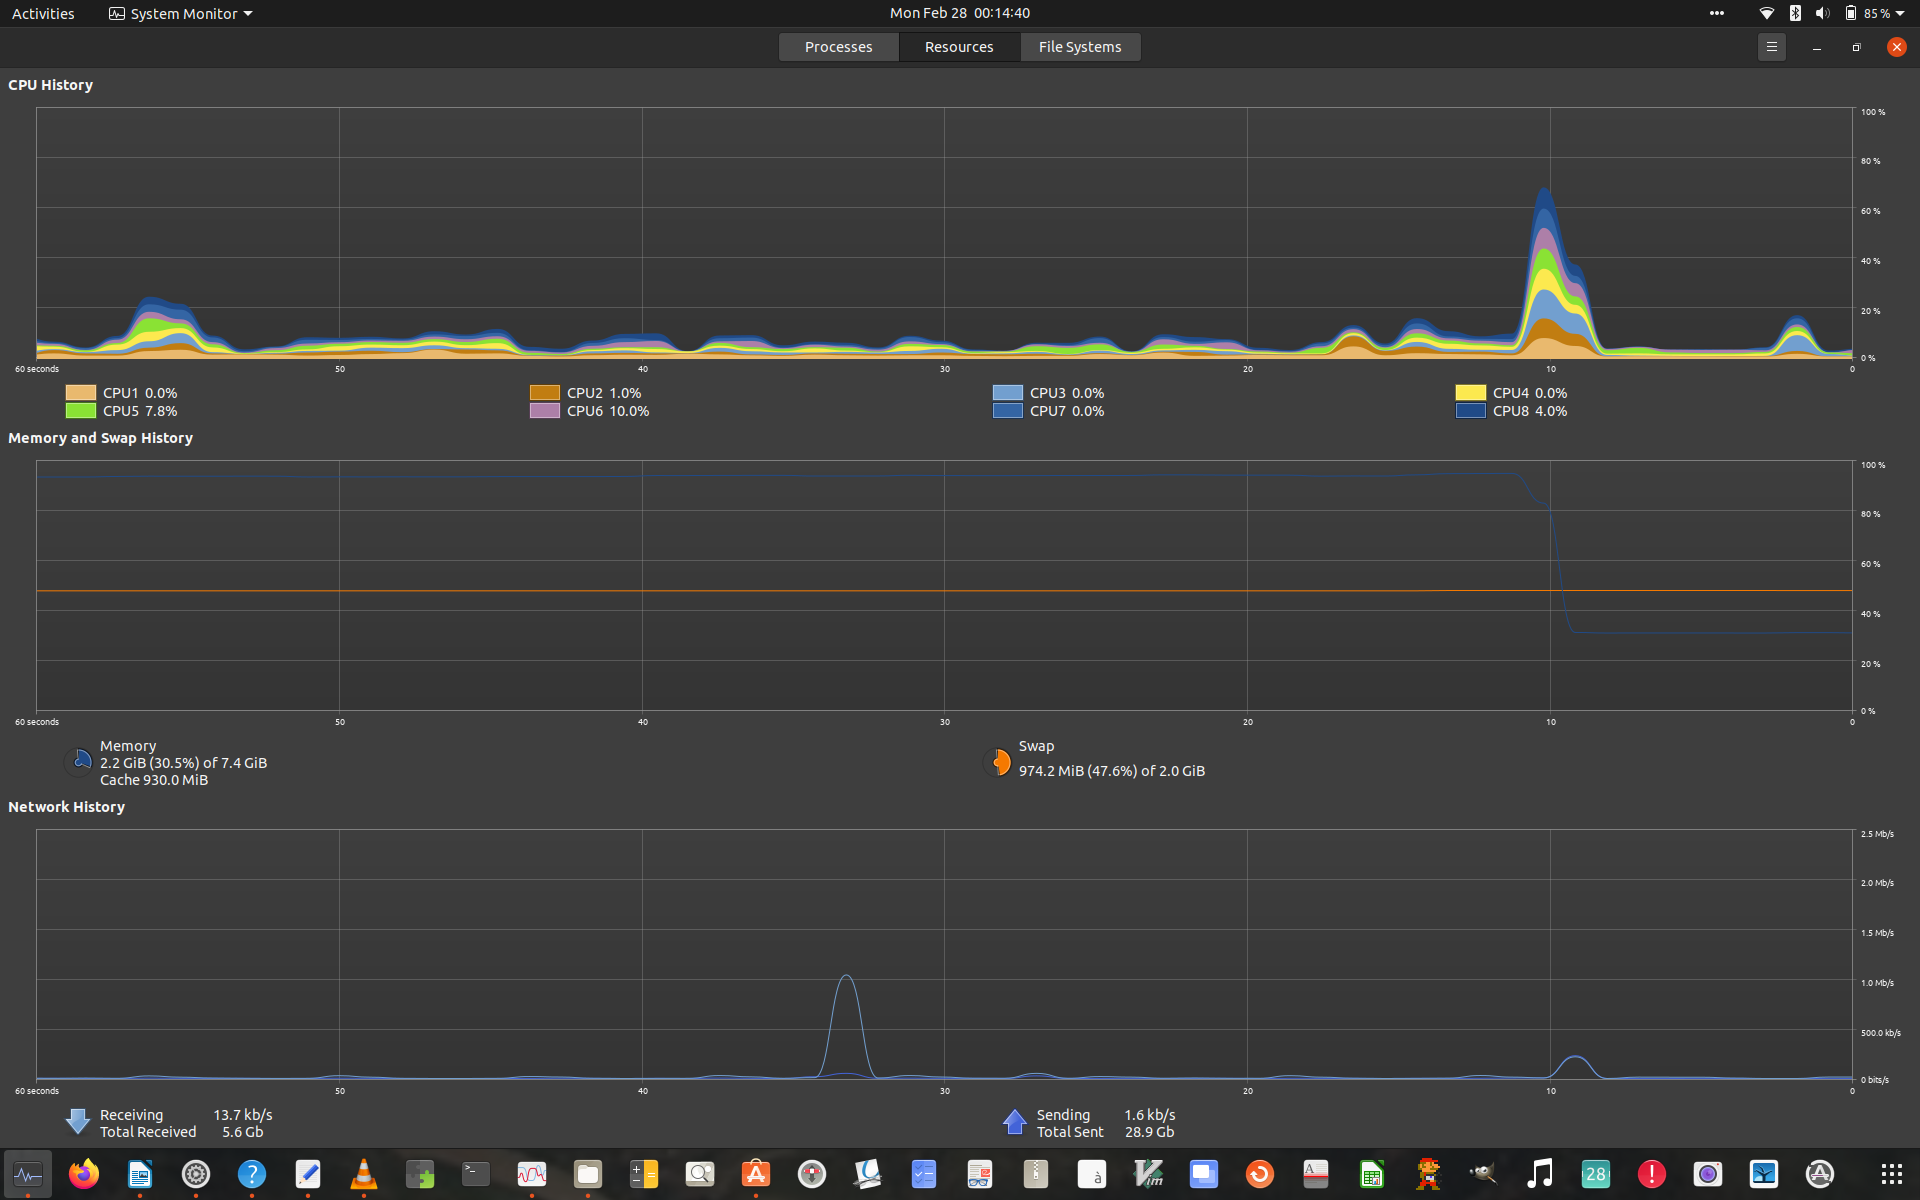 Activities System Monitor Mon Feb 28 00:14:40 85 %
Processes Resources File Systems
CPU History
100 %
80 %
60 %
40 %
20 %
0 %
60 seconds 50 40 30 20 10 0
CPU1 0.0% CPU2 1.0% CPU3 0.0% CPU4 0.0%
CPU5 7.8% CPU6 10.0% CPU7 0.0% CPU8 4.0%
Memory and Swap History
100 %
80 %
60 %
40 %
20 %
0 %
60 seconds 50 40 30 20 10 0
Memory
2.2 GiB (30.5%) of 7.4 GiB
Cache 930.0 MiB
Swap
974.2 MiB (47.6%) of 2.0 GiB
Network History
2.5 Mb/s
2.0 Mb/s
1.5 Mb/s
1.0 Mb/s
500.0 kb/s
0 bits/s
60 seconds 50 40 30 20 10 0
Receiving 13.7 kb/s
Total Received 5.6 Gb
Sending 1.6 kb/s
Total Sent 28.9 Gb
? >_ à Vim A 28 !